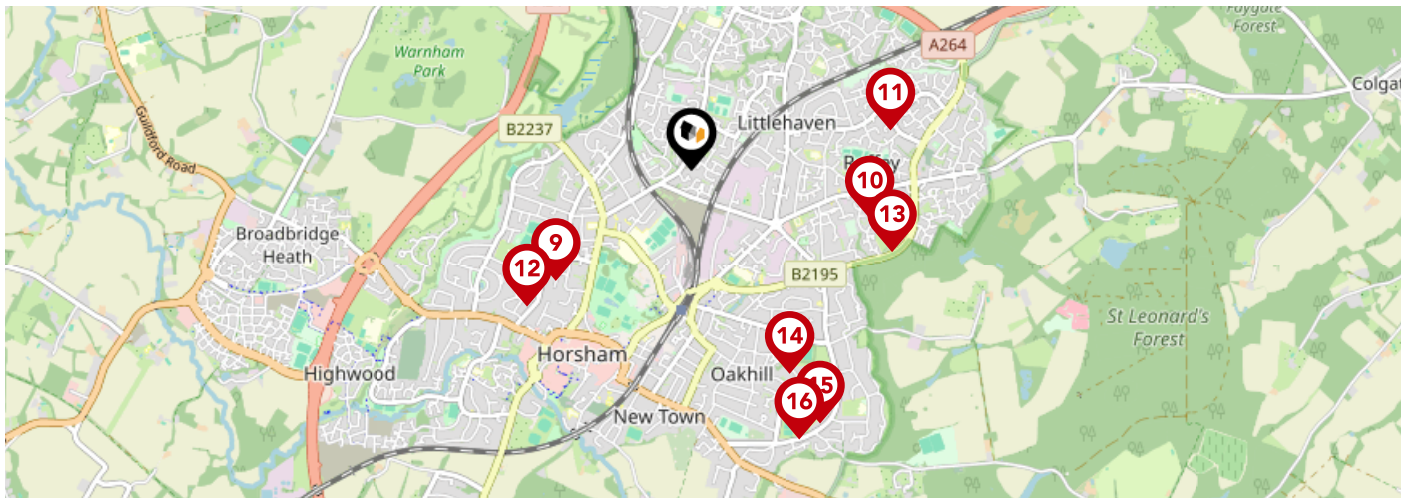 Faygate
Forest
Warnham
Park
A264
Colgat
11
Guildford Road
B2237
Littlehaven
10
13
Broadbridge
Heath
9
12
B2195
St Leonard's
Forest
14
Horsham
Highwood
Oakhill
15
16
New Town